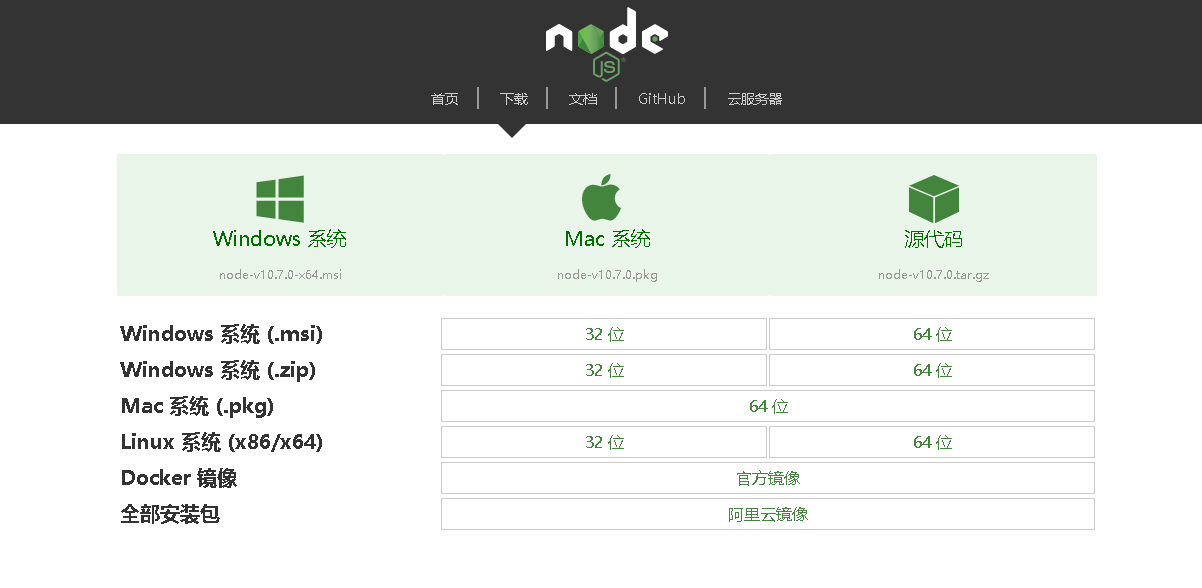 node
JS
首页 下载 文档 GitHub 云服务器
Windows 系统 Mac 系统 源代码
node-v10.7.0-x64.msi node-v10.7.0.pkg node-v10.7.0.tar.gz
Windows 系统 (.msi) 32 位 64 位
Windows 系统 (.zip) 32 位 64 位
Mac 系统 (.pkg) 64 位
Linux 系统 (x86/x64) 32 位 64 位
Docker 镜像 官方镜像
全部安装包 阿里云镜像